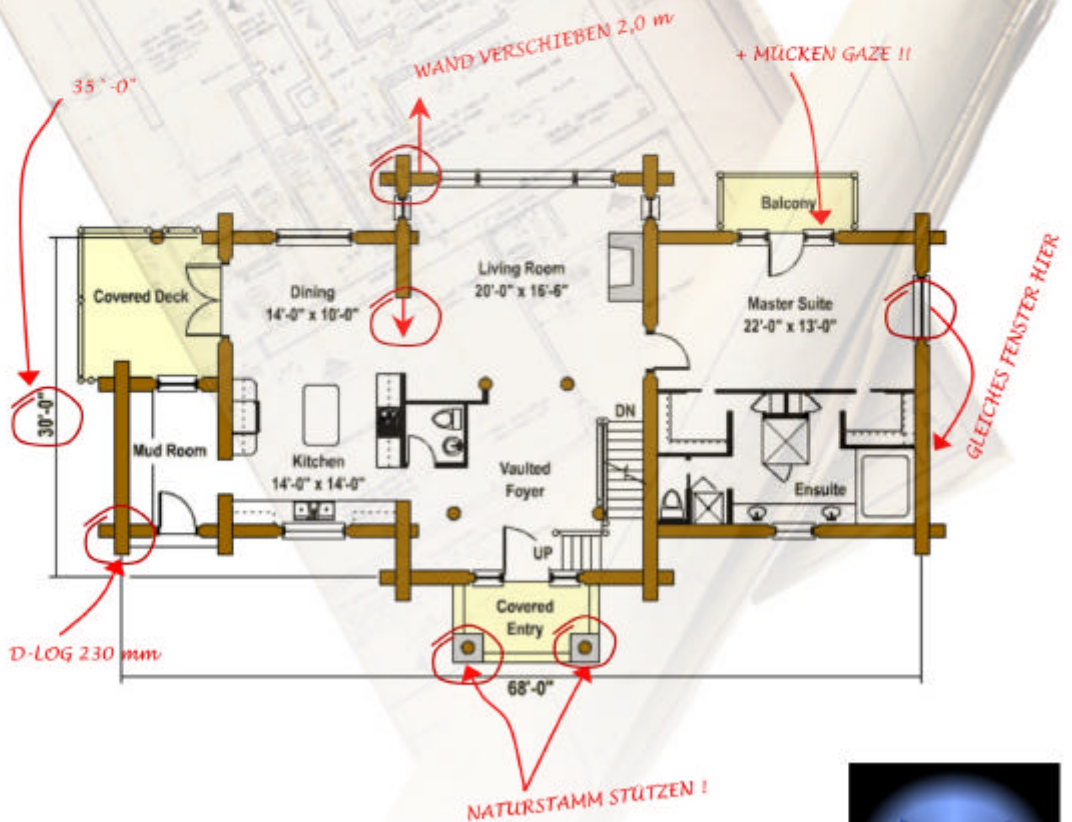 WAND VERSCHIEBEN 2,0 m
+ MÜCKEN GAZE !!
35`-0"
Balcony
Covered Deck
Dining
14'-0" x 10'-0"
Living Room
20'-0" x 16'-6"
Master Suite
22'-0" x 13'-0"
GLEICHES FENSTER HIER
30'-0"
DN
Mud Room
Kitchen
14'-0" x 14'-0"
Vaulted
Foyer
Ensuite
UP
Covered
Entry
D-LOG 230 mm
68'-0"
NATURSTAMM STÜTZEN !